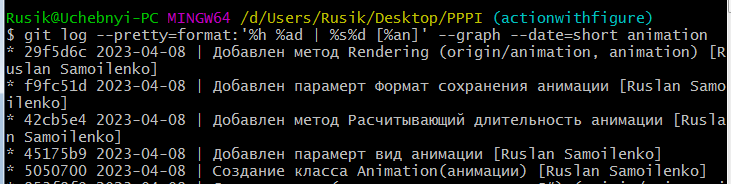 Rusik@Uchebnyi-PC MINGW64 /d/Users/Rusik/Desktop/PPPI (actionwithfigure)
$ git log --pretty=format:'%h %ad | %s%d [%an]' --graph --date=short animation
* 29f5d6c 2023-04-08 | Добавлен метод Rendering (origin/animation, animation) [R
uslan Samoilenko]
* f9fc51d 2023-04-08 | Добавлен парамерт Формат сохранения анимации [Ruslan Samo
ilenko]
* 42cb5e4 2023-04-08 | Добавлен метод Расчитывающий длительность анимации [Rusla
n Samoilenko]
* 45175b9 2023-04-08 | Добавлен парамерт вид анимации [Ruslan Samoilenko]
* 5050700 2023-04-08 | Создание класса Animation(анимации) [Ruslan Samoilenko]